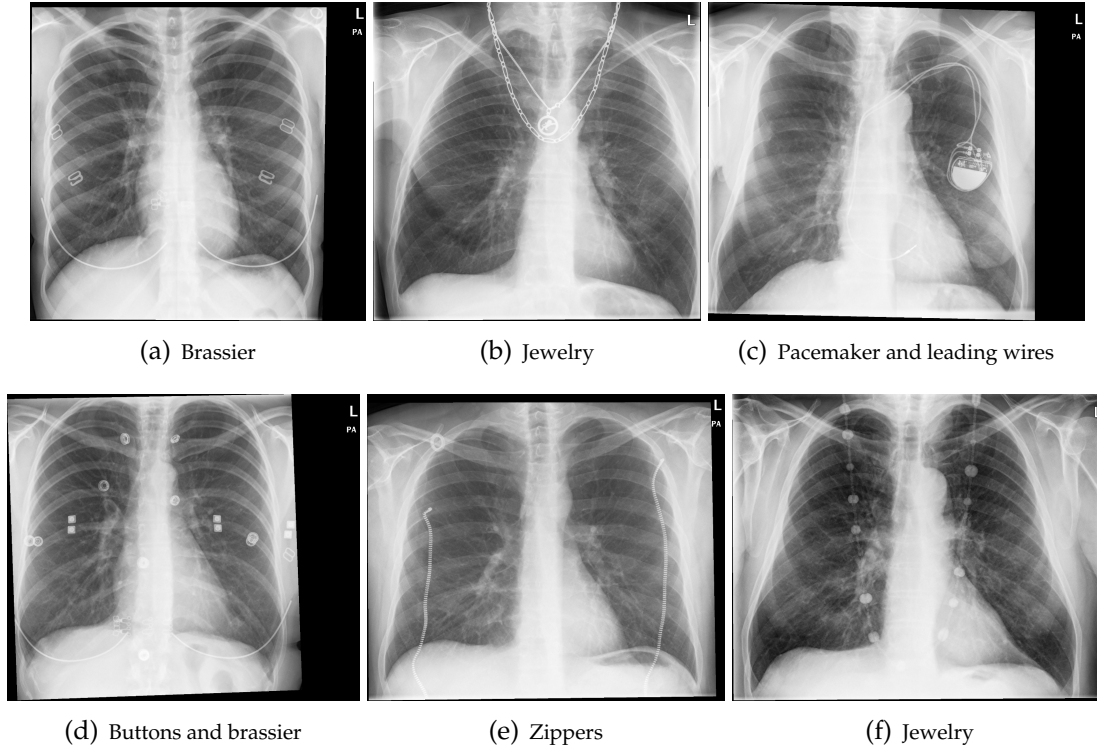 L
PA
L
L
PA
(a) Brassier
(b) Jewelry
(c) Pacemaker and leading wires
L
PA
L
PA
L
(d) Buttons and brassier
(e) Zippers
(f) Jewelry